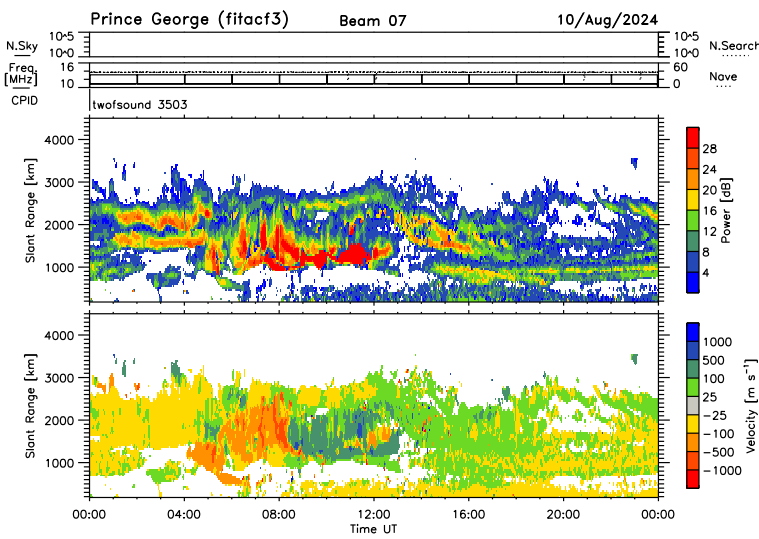 Prince George (fitacf3) Beam 07 10/Aug/2024
N.Sky 10^5 10^5 N.Search
10^0 10^0
Freq. 16 60
[MHz] 10 0 Nave
CPID twofsound 3503
Slant Range [km] 4000 3000 2000 1000
Power [dB] 28 24 20 16 12 8 4
Slant Range [km] 4000 3000 2000 1000
Velocity [m s⁻¹] 1000 500 100 25 −25 −100 −500 −1000
00:00 04:00 08:00 12:00 16:00 20:00 00:00
Time UT